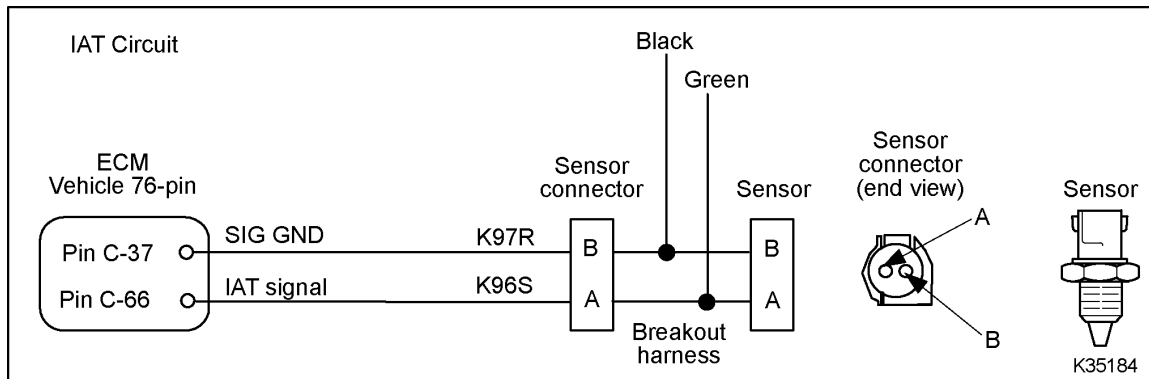 IAT Circuit
Black
Green
ECM
Vehicle 76-pin
Sensor
connector
Sensor
Sensor
connector
(end view)
Sensor
A
Pin C-37
SIG GND
K97R
B
B
Pin C-66
IAT signal
K96S
A
A
Breakout
harness
B
K35184